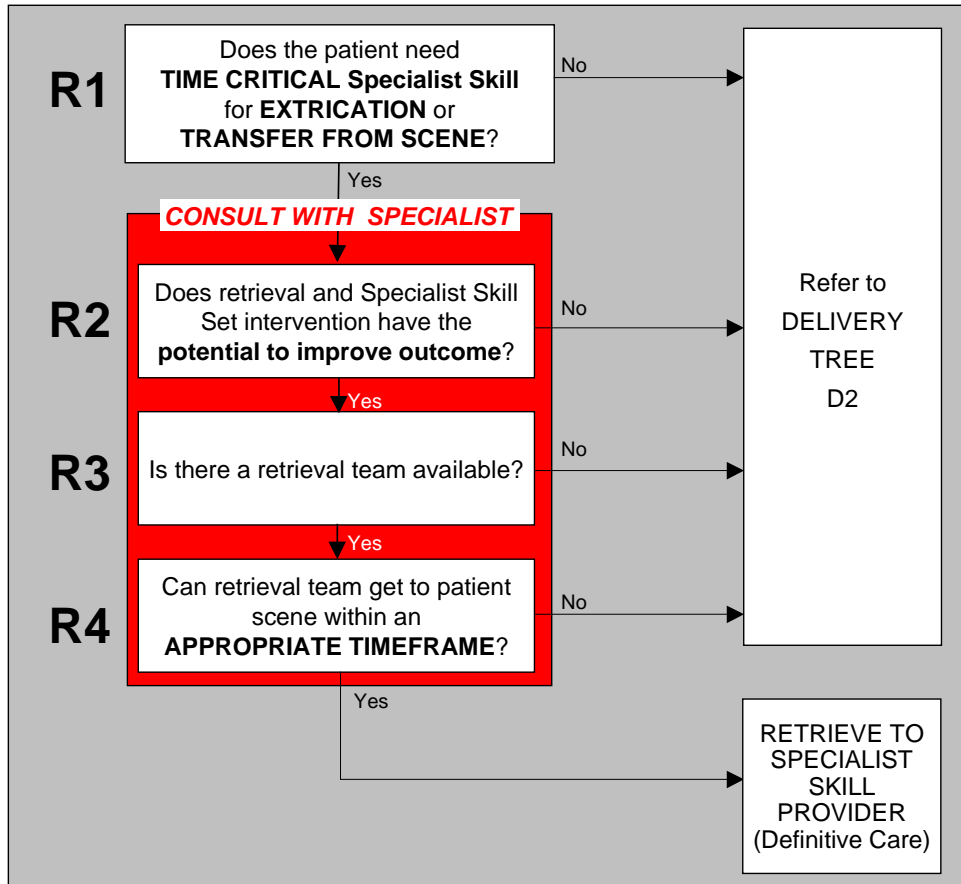 R1
Does the patient need
TIME CRITICAL Specialist Skill
for EXTRICATION or
TRANSFER FROM SCENE?
No
Yes
CONSULT WITH SPECIALIST
R2
Does retrieval and Specialist Skill
Set intervention have the
potential to improve outcome?
No
Yes
R3
Is there a retrieval team available?
No
Yes
R4
Can retrieval team get to patient
scene within an
APPROPRIATE TIMEFRAME?
No
Yes
Refer to
DELIVERY
TREE
D2
RETRIEVE TO
SPECIALIST
SKILL
PROVIDER
(Definitive Care)